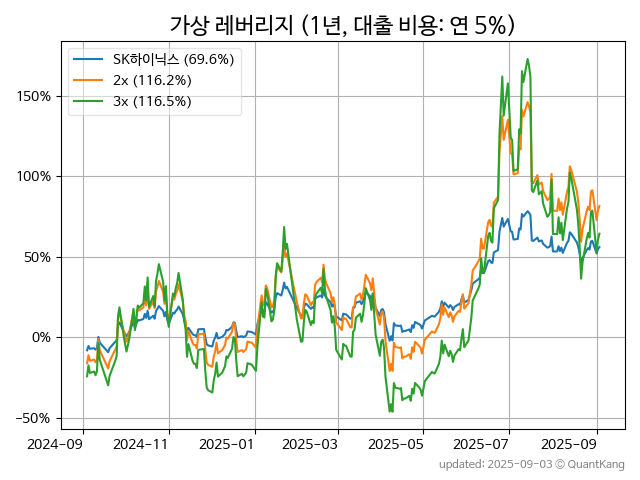 가상 레버리지 (1년, 대출 비용: 연 5%)
SK하이닉스 (69.6%)
2x (116.2%)
3x (116.5%)
150%
100%
50%
0%
−50%
2024-09 2024-11 2025-01 2025-03 2025-05 2025-07 2025-09
updated: 2025-09-03 © QuantKang